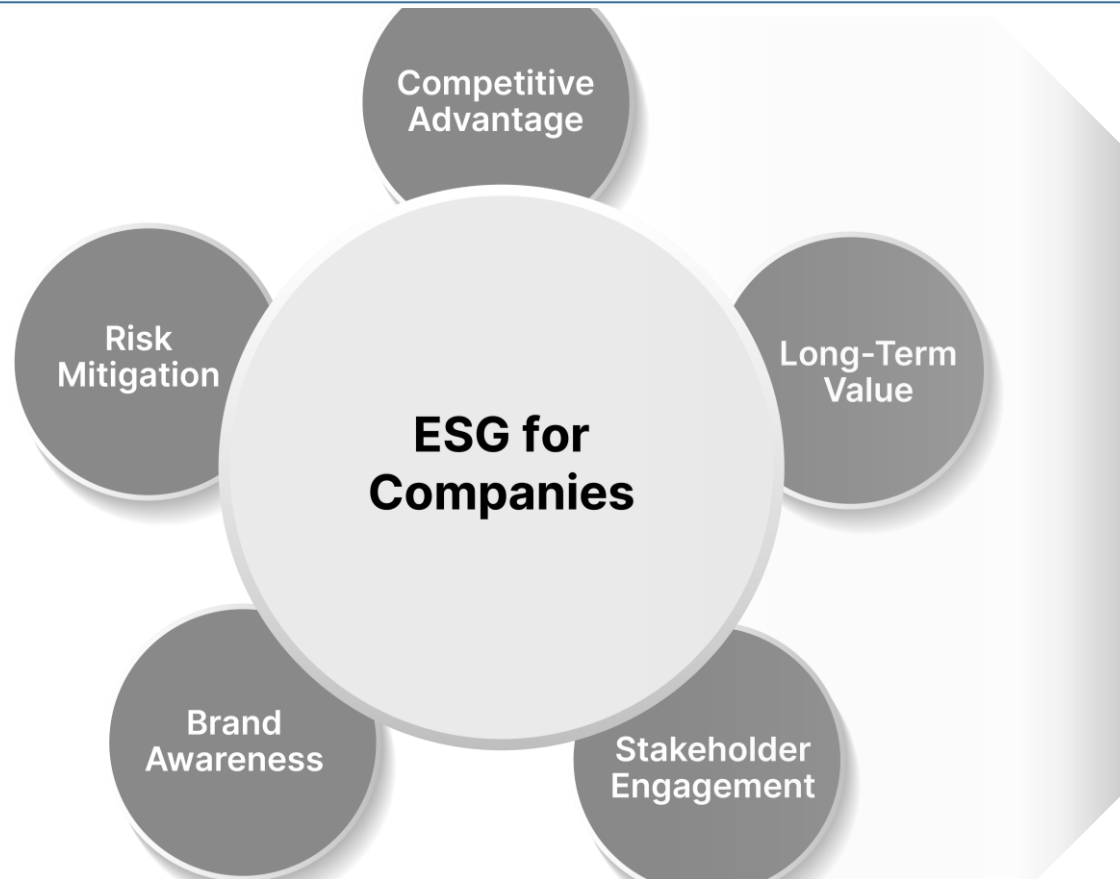 Competitive
Advantage
Risk
Mitigation
Long-Term
Value
ESG for
Companies
Brand
Awareness
Stakeholder
Engagement